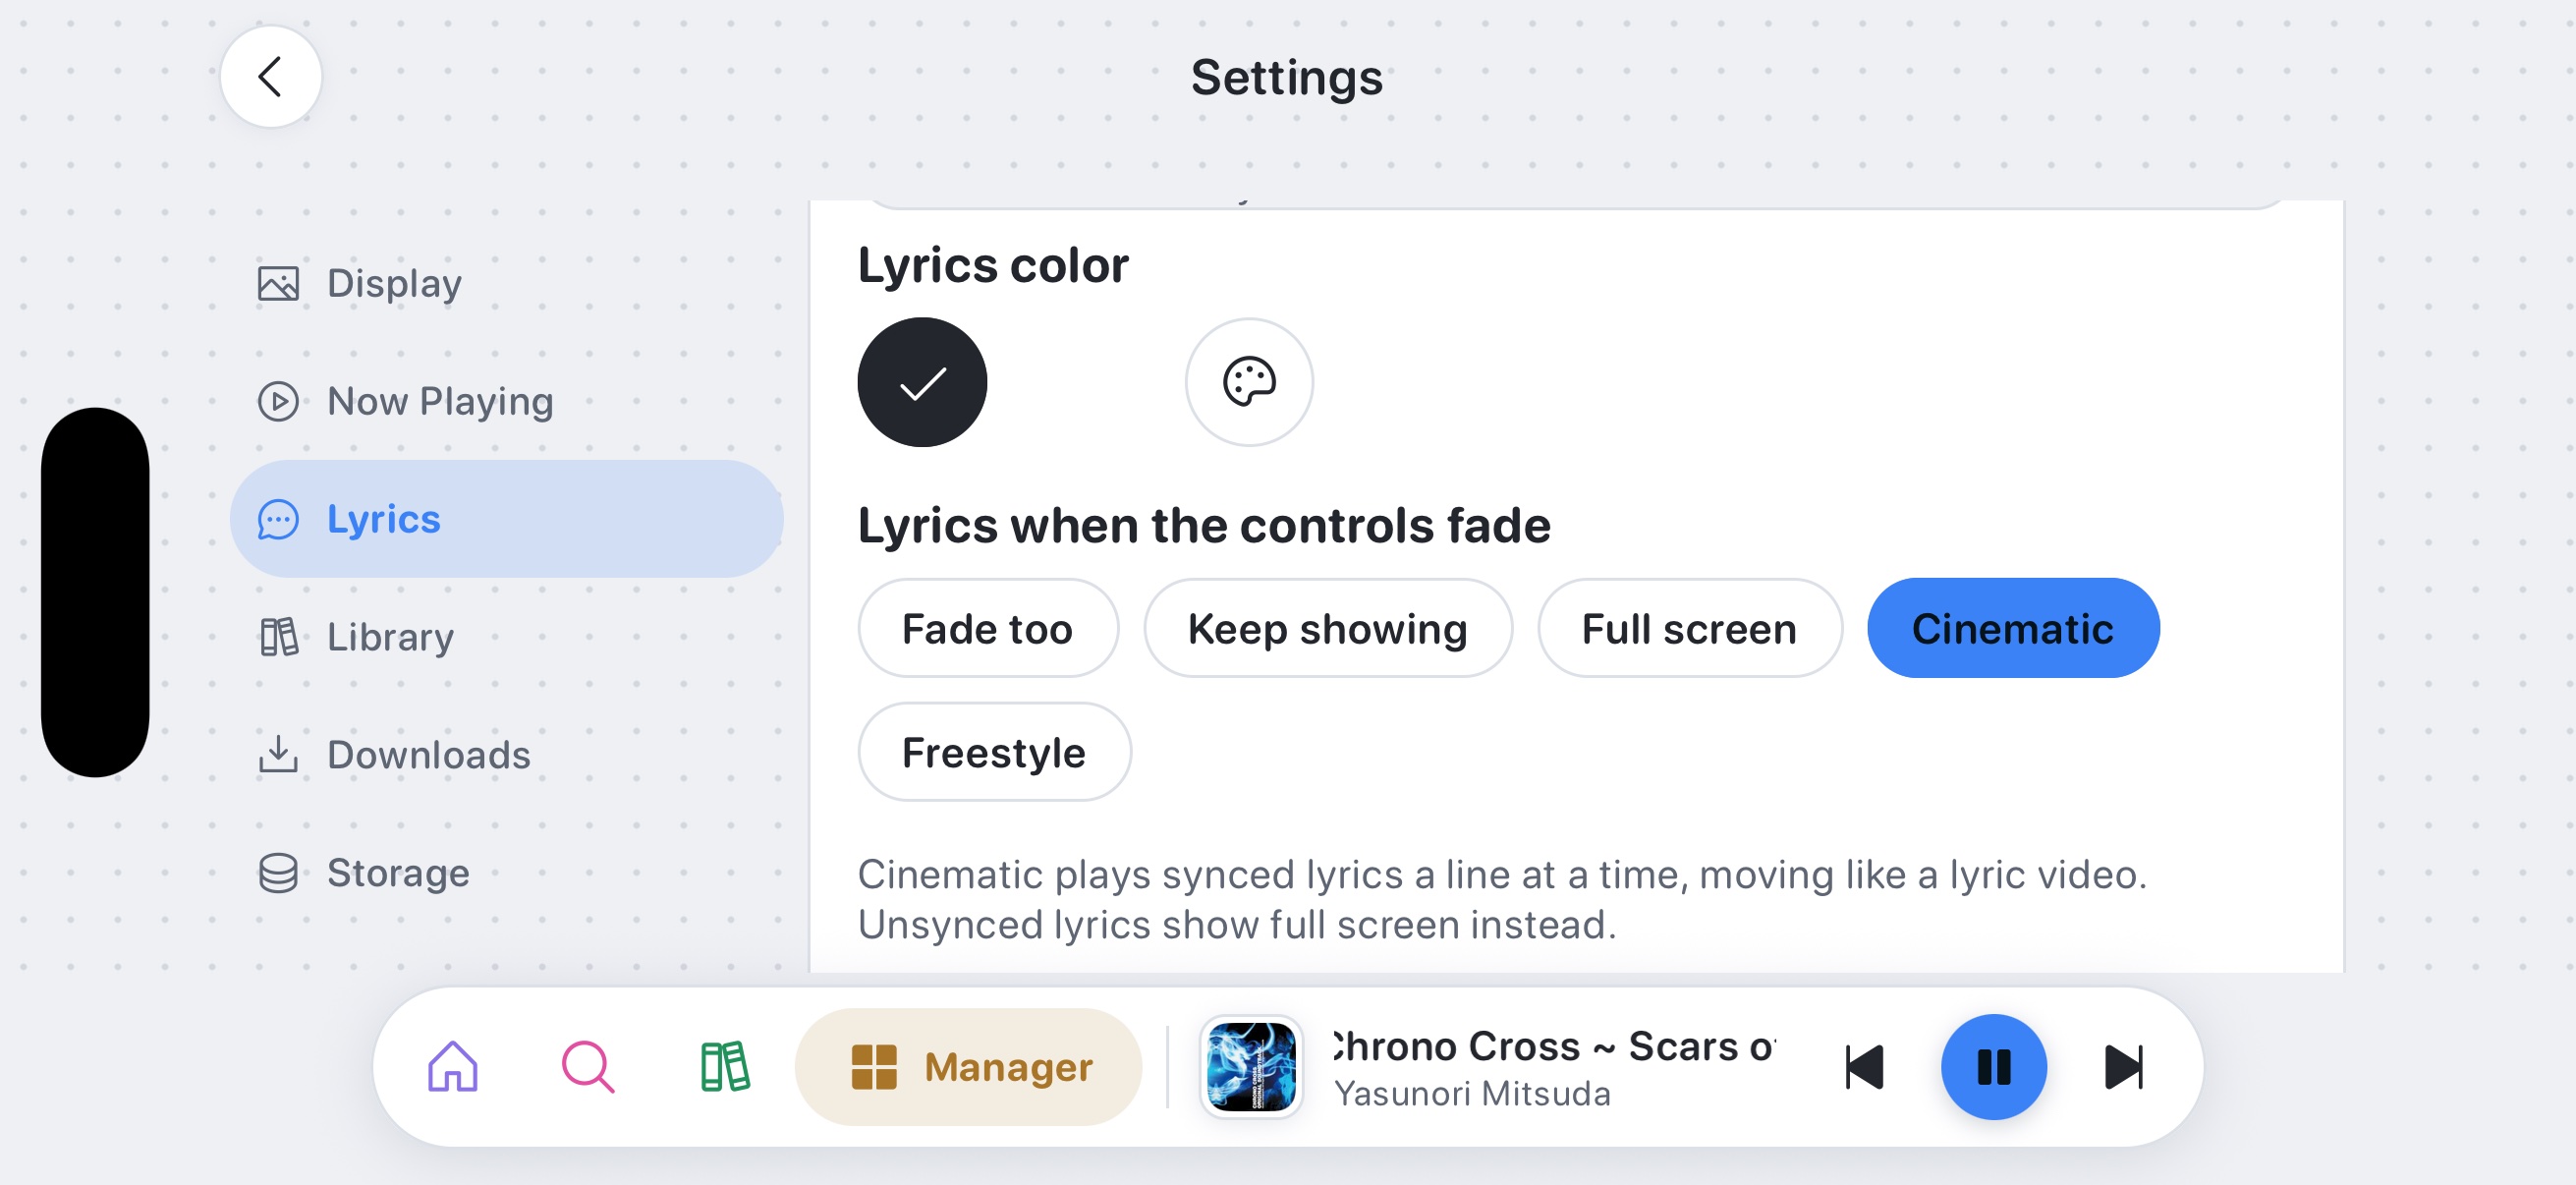 Settings
Display
Now Playing
Lyrics
Library
Downloads
Storage
Lyrics color
Lyrics when the controls fade
Fade too
Keep showing
Full screen
Cinematic
Freestyle
Cinematic plays synced lyrics a line at a time, moving like a lyric video.
Unsynced lyrics show full screen instead.
Manager
Chrono Cross ~ Scars o
Yasunori Mitsuda